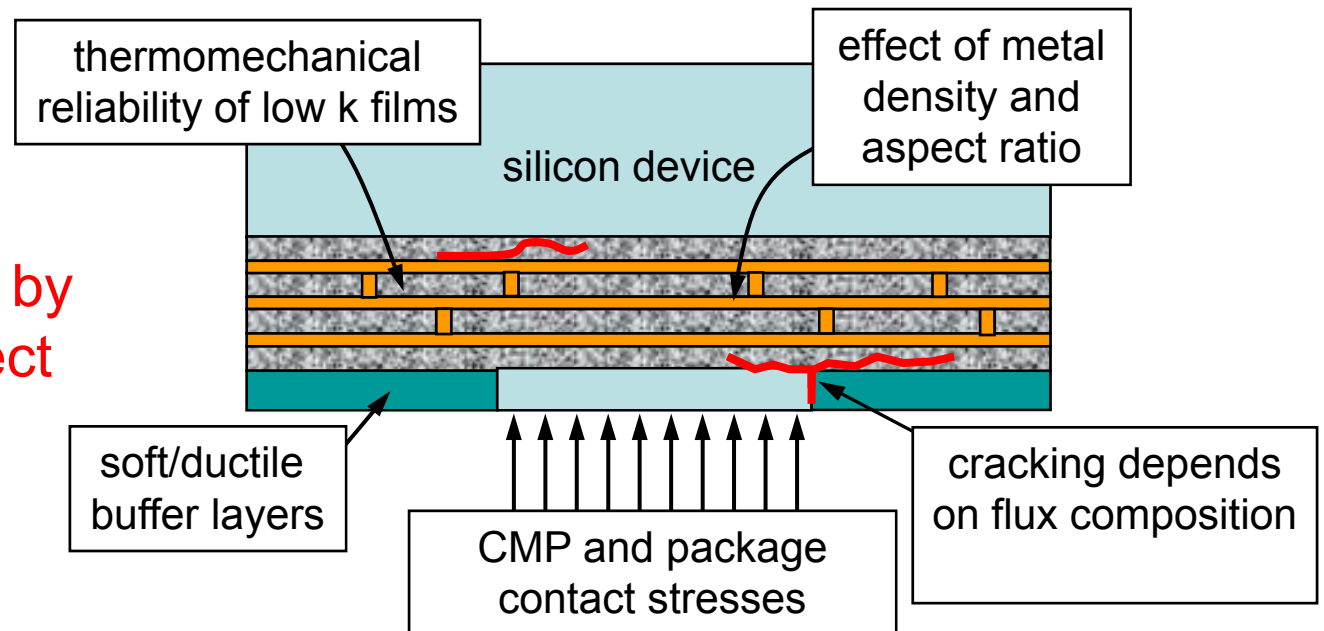 thermomechanical
reliability of low k films
effect of metal
density and
aspect ratio
silicon device
by
soft/ductile
buffer layers
CMP and package
contact stresses
cracking depends
on flux composition